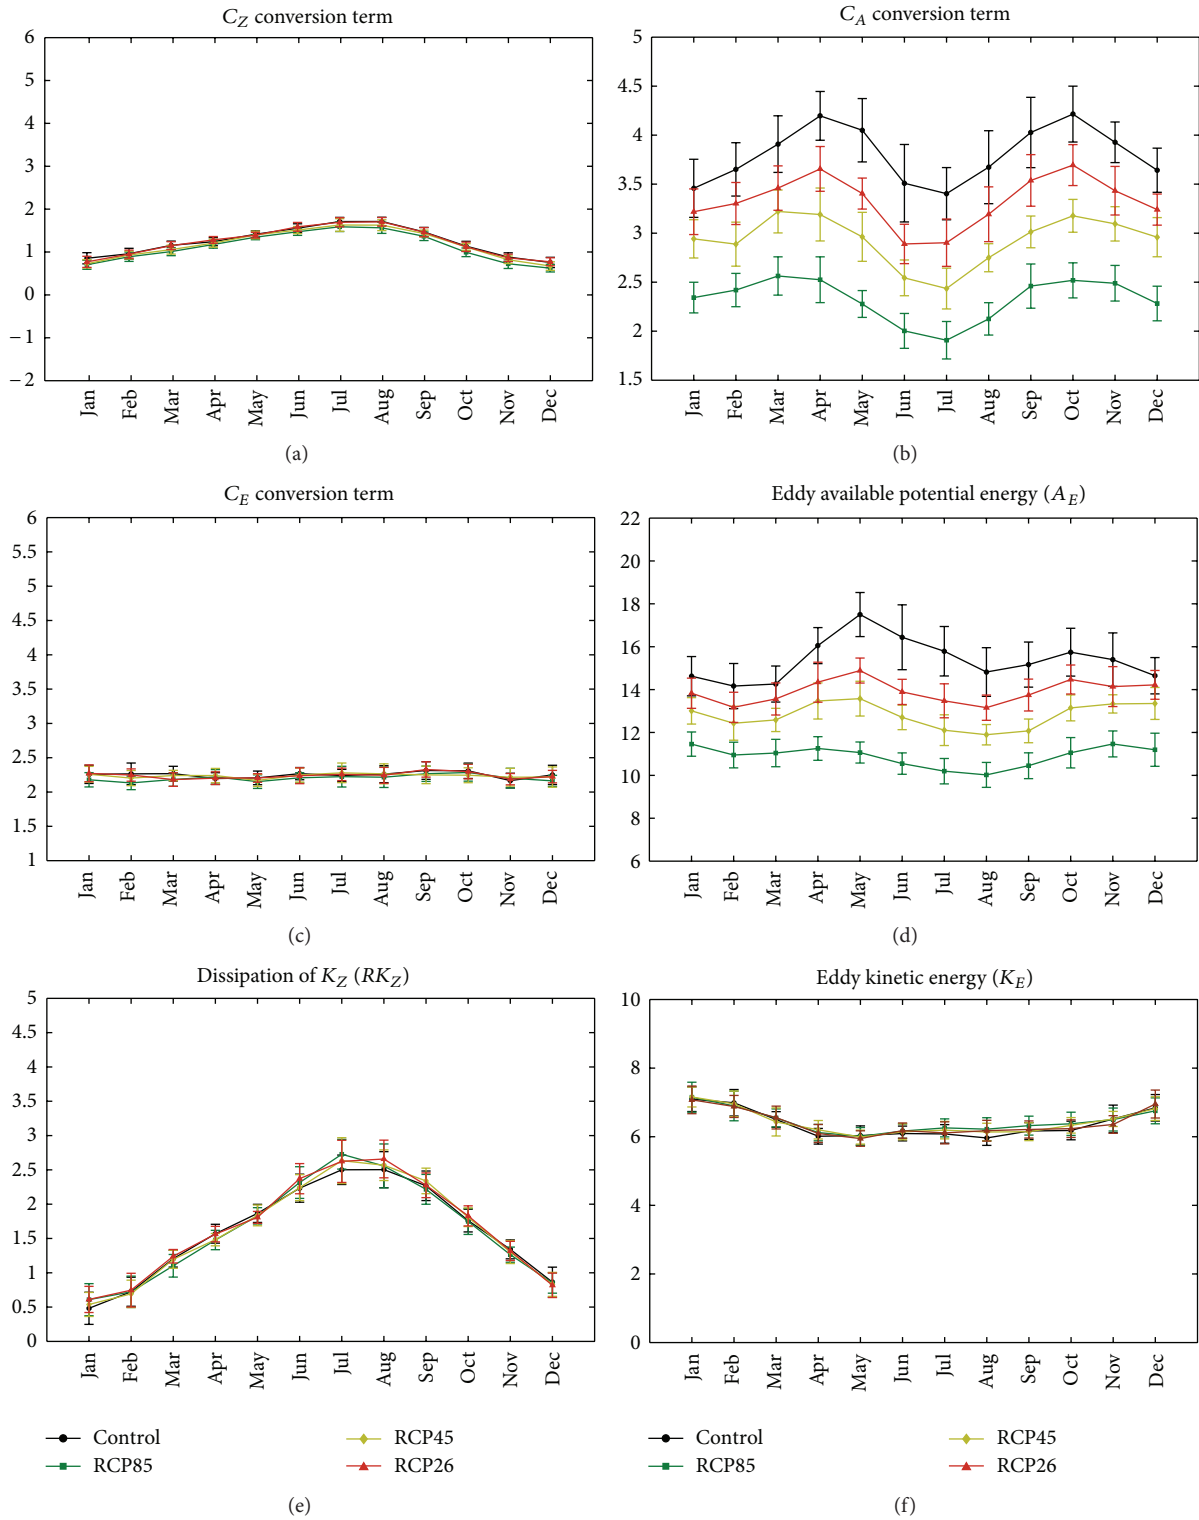 C_Z conversion term
6
5
4
3
2
1
0
−1
−2
Jan
Feb
Mar
Apr
May
Jun
Jul
Aug
Sep
Oct
Nov
Dec
(a)
C_A conversion term
5
4.5
4
3.5
3
2.5
2
1.5
Jan
Feb
Mar
Apr
May
Jun
Jul
Aug
Sep
Oct
Nov
Dec
(b)
C_E conversion term
6
5.5
5
4.5
4
3.5
3
2.5
2
1.5
1
Jan
Feb
Mar
Apr
May
Jun
Jul
Aug
Sep
Oct
Nov
Dec
(c)
Eddy available potential energy (A_E)
22
20
18
16
14
12
10
8
6
Jan
Feb
Mar
Apr
May
Jun
Jul
Aug
Sep
Oct
Nov
Dec
(d)
Dissipation of K_Z (RK_Z)
5
4.5
4
3.5
3
2.5
2
1.5
1
0.5
0
Jan
Feb
Mar
Apr
May
Jun
Jul
Aug
Sep
Oct
Nov
Dec
Control
RCP85
RCP45
RCP26
(e)
Eddy kinetic energy (K_E)
10
8
6
4
2
0
Jan
Feb
Mar
Apr
May
Jun
Jul
Aug
Sep
Oct
Nov
Dec
Control
RCP85
RCP45
RCP26
(f)